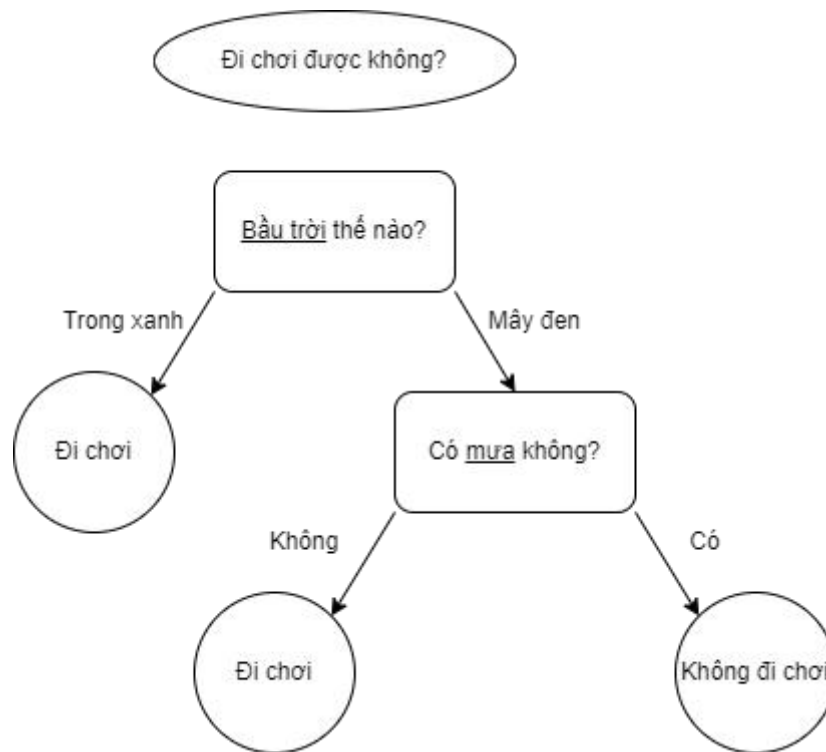 Đi chơi được không?
Bầu trời thế nào?
Trong xanh
Mây đen
Đi chơi
Có mưa không?
Không
Có
Đi chơi
Không đi chơi